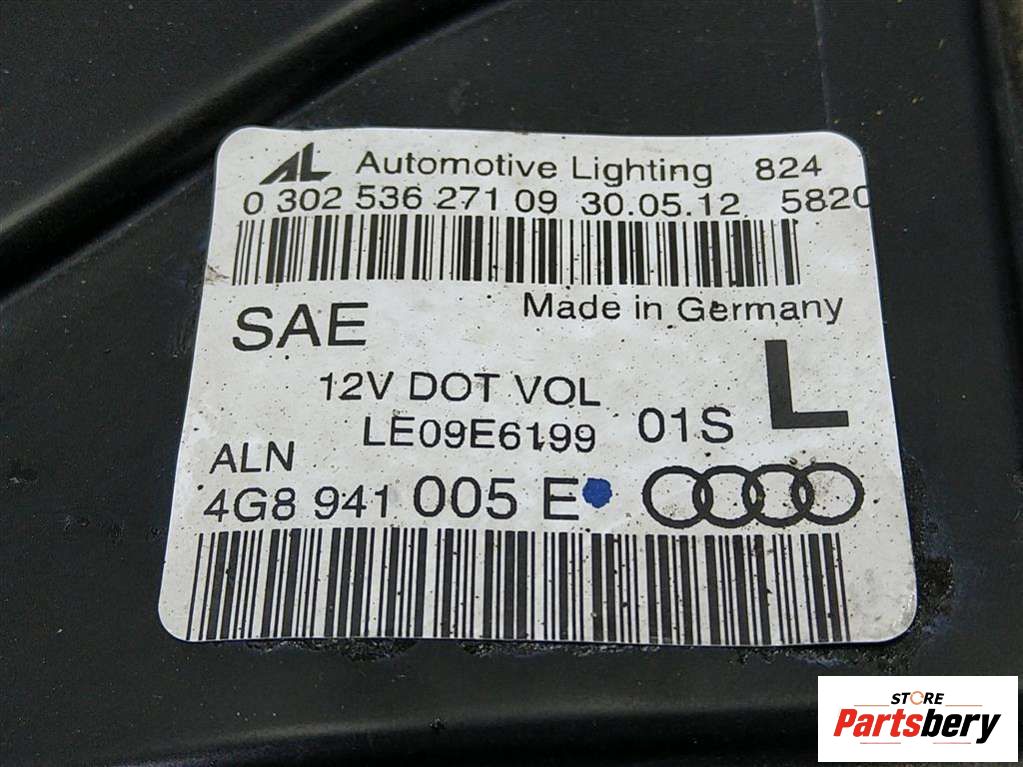 AL Automotive Lighting 824
0 302 536 271 09 30.05.12 5820
Made in Germany
SAE
L
12V DOT VOL
LE09E6199 01S
ALN
4G8 941 005 E
STORE
Partsbery